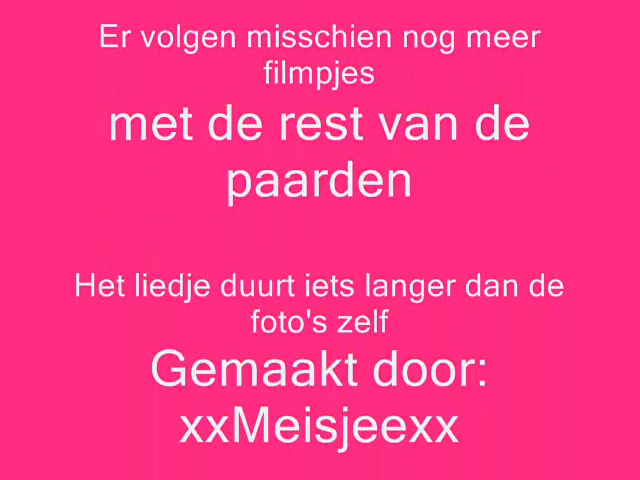 Er volgen misschien nog meer
filmpjes
met de rest van de
paarden
Het liedje duurt iets langer dan de
foto's zelf
Gemaakt door:
xxMeisjeexx